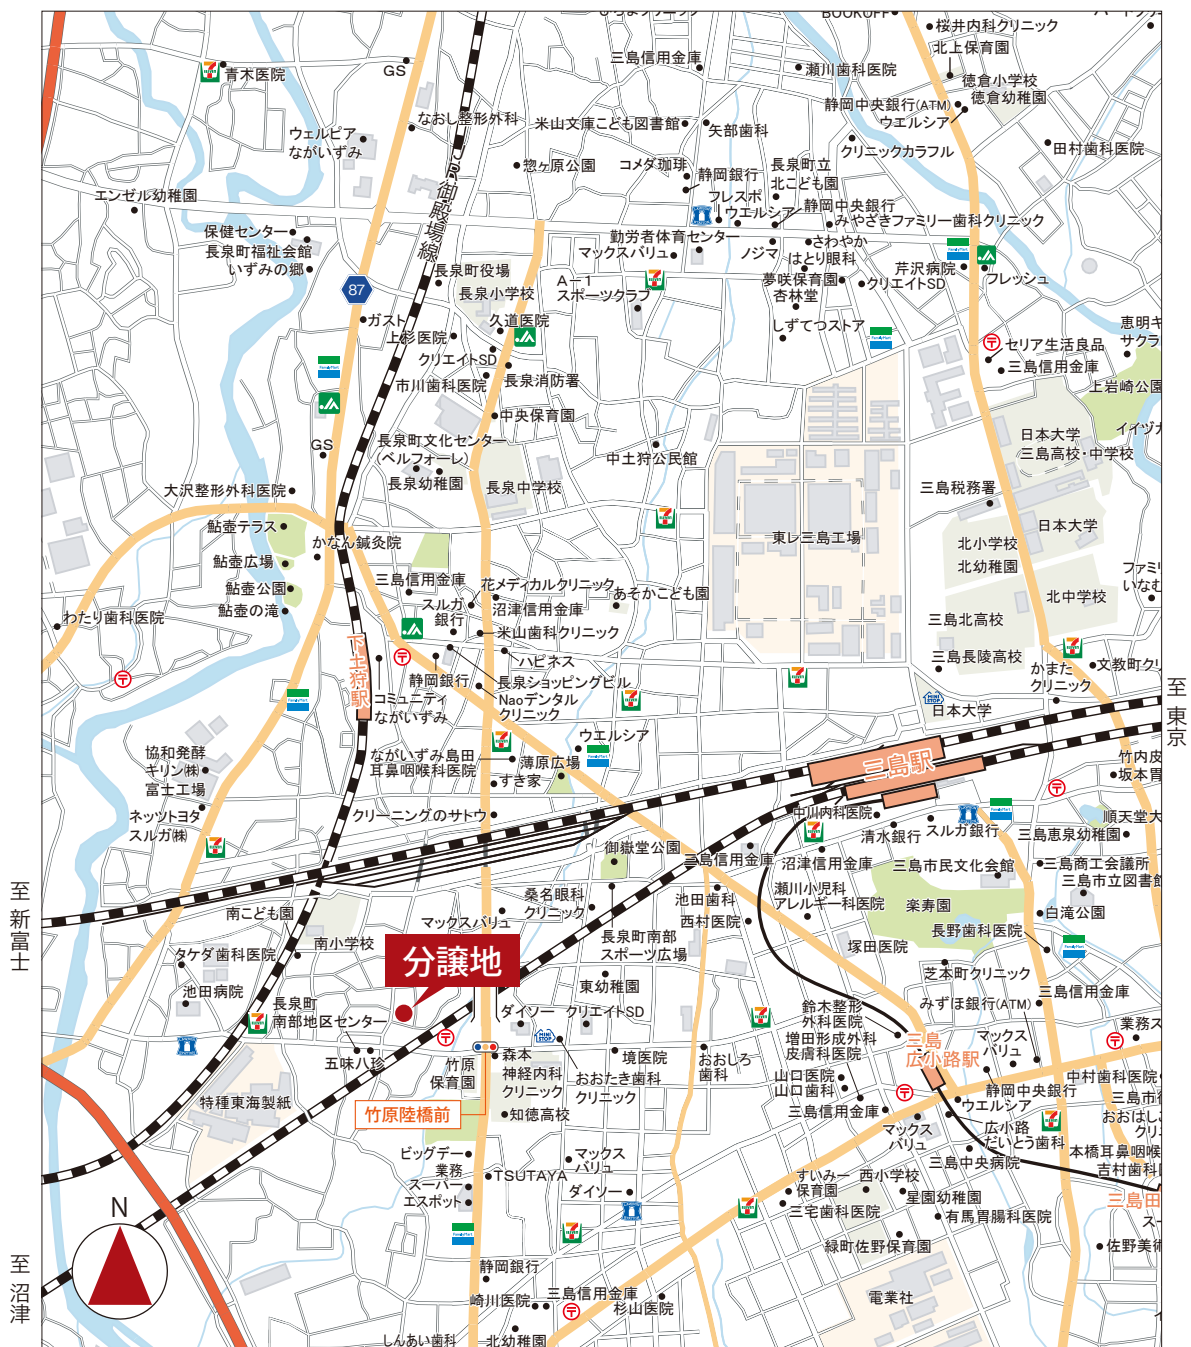 BOOKOFF
桜井内科クリニック
北上保育園
三島信用金庫
瀬川歯科医院
青木医院
GS
徳倉小学校
徳倉幼稚園
静岡中央銀行(ATM)
ウエルシア
なおし整形外科
米山文庫こども図書館
矢部歯科
クリニックカラフル
田村歯科医院
ウェルピア
ながいずみ
JR御殿場線
惣ヶ原公園
コメダ珈琲
静岡銀行
長泉町立
北こども園
フレスポ
ウエルシア
静岡中央銀行
みやざきファミリー歯科クリニック
エンゼル幼稚園
保健センター
長泉町福祉会館
いずみの郷
勤労者体育センター
マックスバリュ
ノジマ
さわやか
はとり眼科
芹沢病院
フレッシュ
長泉町役場
長泉小学校
A-1
スポーツクラブ
夢咲保育園
杏林堂
クリエイトSD
87
ガスト
上杉医院
久道医院
しずてつストア
セリア生活良品
三島信用金庫
恵明キ
サクラ
クリエイトSD
市川歯科医院
長泉消防署
上岩崎公園
中央保育園
GS
長泉町文化センター
(ベルフォーレ)
長泉幼稚園
中土狩公民館
日本大学
三島高校・中学校
イイヅカ
大沢整形外科医院
長泉中学校
三島税務署
鮎壺テラス
かなん鍼灸院
東レ三島工場
日本大学
北小学校
北幼稚園
鮎壺広場
三島信用金庫
花メディカルクリニック
ファミリ
いなむ
鮎壺公園
スルガ
銀行
沼津信用金庫
あそかこども園
北中学校
鮎壺の滝
わたり歯科医院
米山歯科クリニック
三島北高校
下土狩駅
ハピネス
三島長陵高校
かまた
クリニック
文教町クリ
静岡銀行
長泉ショッピングビル
コミュニティ
ながいずみ
Naoデンタル
クリニック
日本大学
至東京
協和発酵
キリン㈱
富士工場
ながいずみ島田
耳鼻咽喉科医院
ウエルシア
薄原広場
すき家
三島駅
竹内皮
坂本胃
ネッツトヨタ
スルガ㈱
クリーニングのサトウ
中川内科医院
清水銀行
スルガ銀行
三島恵泉幼稚園
順天堂大
御嶽堂公園
三島信用金庫
沼津信用金庫
三島市民文化会館
三島商工会議所
三島市立図書館
至新富士
南こども園
桑名眼科
クリニック
池田歯科
瀬川小児科
アレルギー科医院
楽寿園
白滝公園
マックスバリュ
西村医院
長野歯科医院
南小学校
分譲地
長泉町南部
スポーツ広場
塚田医院
タケダ歯科医院
芝本町クリニック
池田病院
東幼稚園
みずほ銀行(ATM)
三島信用金庫
長泉町
南部地区センター
ダイソー
クリエイトSD
鈴木整形
外科医院
増田形成外科
皮膚科医院
三島
広小路駅
マックス
バリュ
業務ス
五味八珍
竹原
保育園
森本
神経内科
クリニック
境医院
おおしろ
歯科
おおたき歯科
クリニック
山口医院
山口歯科
静岡中央銀行
ウエルシア
中村歯科医院
三島市役
特種東海製紙
竹原陸橋前
知徳高校
三島信用金庫
マックス
バリュ
広小路
だいとう歯科
おおはしこ
クリニ
ビッグデー
業務
スーパー
エスポット
マックス
バリュ
三島中央病院
本橋耳鼻咽喉
吉村歯科医
TSUTAYA
ダイソー
すいみー
保育園
西小学校
三島田
三宅歯科医院
星園幼稚園
有馬胃腸科医院
N
緑町佐野保育園
佐野美術
至沼津
静岡銀行
崎川医院
三島信用金庫
杉山医院
電業社
しんあい歯科
北幼稚園